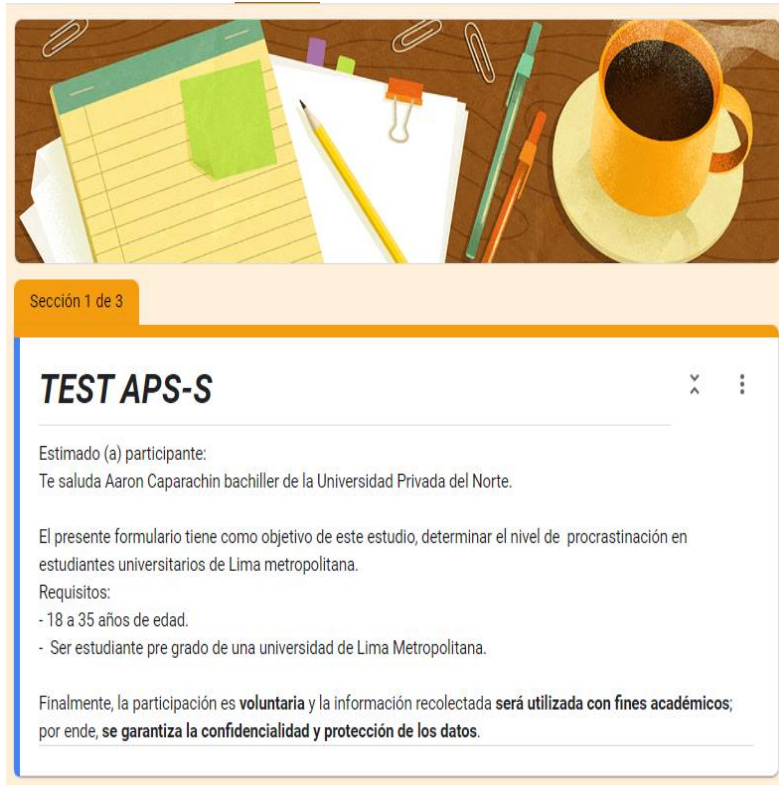 Sección 1 de 3
TEST APS-S
Estimado (a) participante:
Te saluda Aaron Caparachin bachiller de la Universidad Privada del Norte.
El presente formulario tiene como objetivo de este estudio, determinar el nivel de  procrastinación en
estudiantes universitarios de Lima metropolitana.
Requisitos:
- 18 a 35 años de edad.
-  Ser estudiante pre grado de una universidad de Lima Metropolitana.
Finalmente, la participación es voluntaria y la información recolectada será utilizada con fines académicos;
por ende, se garantiza la confidencialidad y protección de los datos.